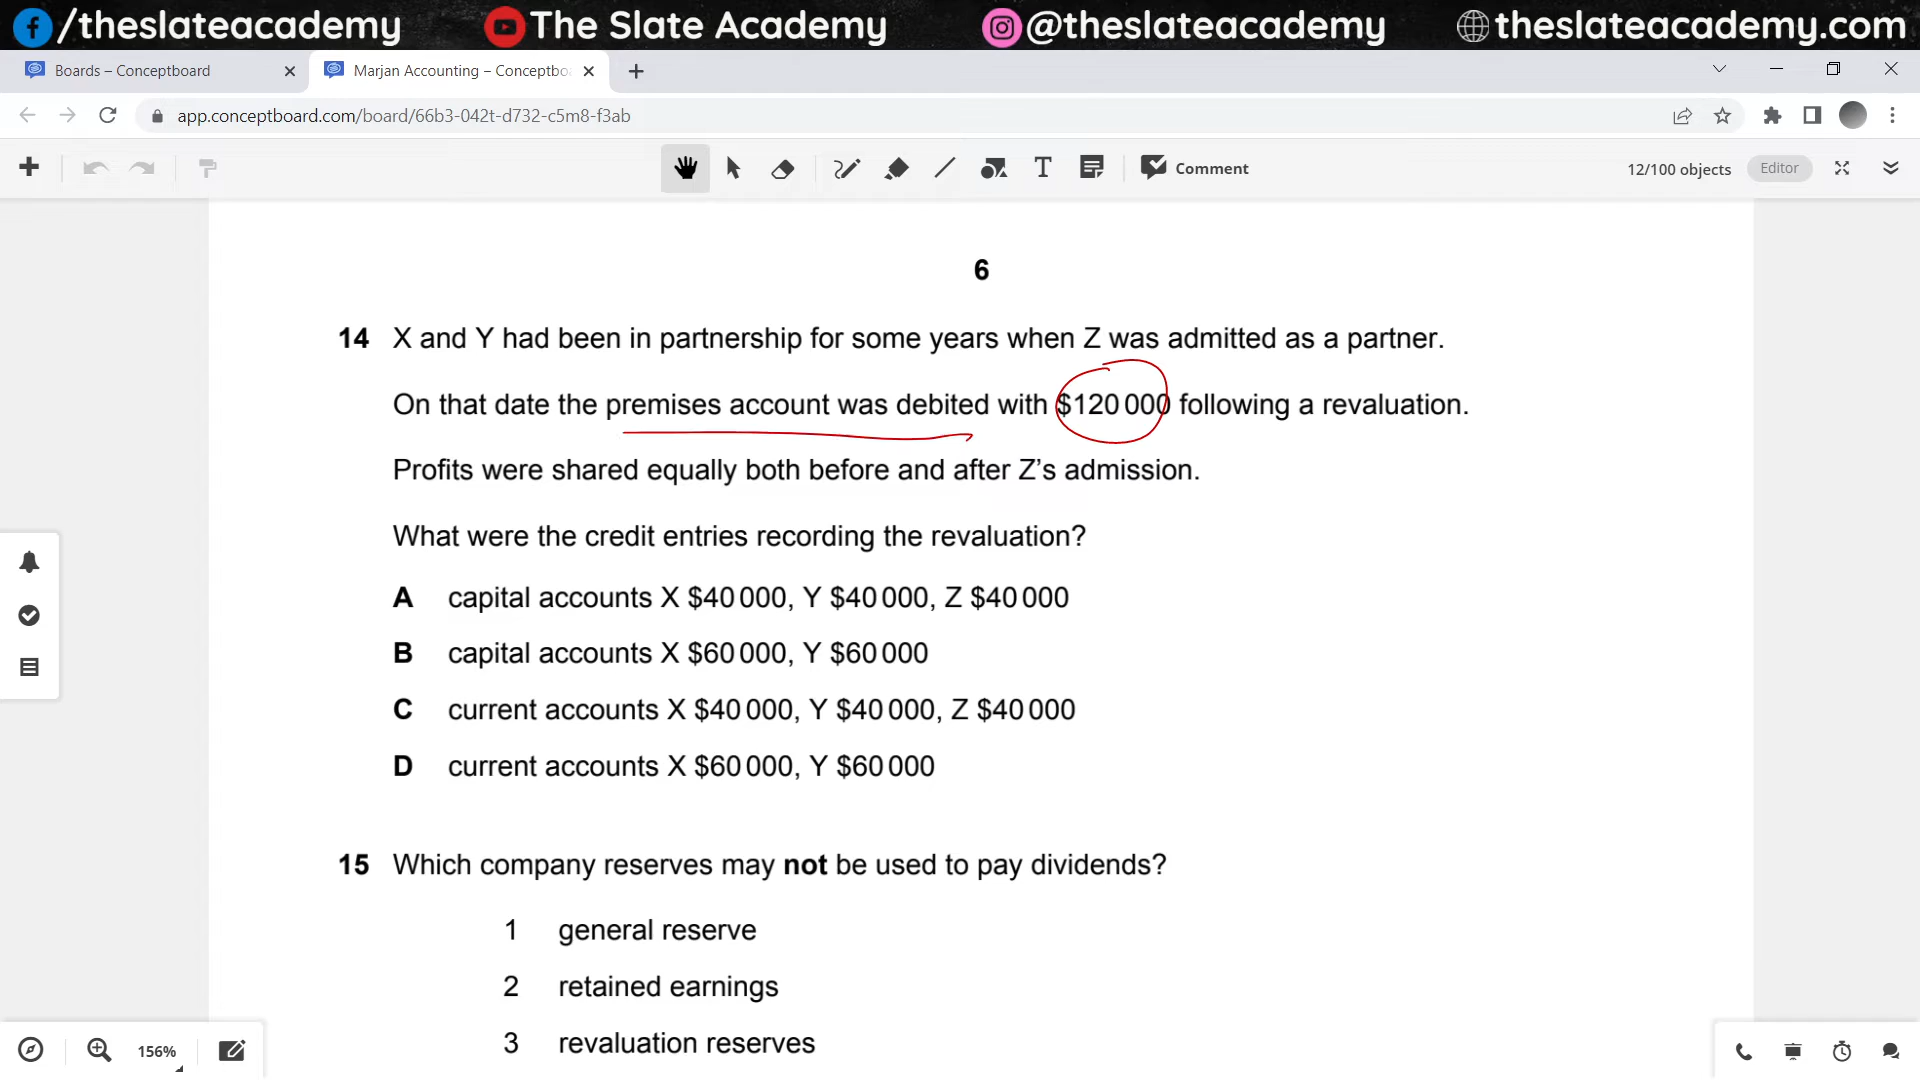 /theslateacademy The Slate Academy @theslateacademy theslateacademy.com
Boards – Conceptboard Marjan Accounting – Conceptbo
app.conceptboard.com/board/66b3-042t-d732-c5m8-f3ab
T Comment 12/100 objects Editor
6
14 X and Y had been in partnership for some years when Z was admitted as a partner.
On that date the premises account was debited with $120 000 following a revaluation.
Profits were shared equally both before and after Z’s admission.
What were the credit entries recording the revaluation?
A capital accounts X $40 000, Y $40 000, Z $40 000
B capital accounts X $60 000, Y $60 000
C current accounts X $40 000, Y $40 000, Z $40 000
D current accounts X $60 000, Y $60 000
15 Which company reserves may not be used to pay dividends?
1 general reserve
2 retained earnings
3 revaluation reserves
156%